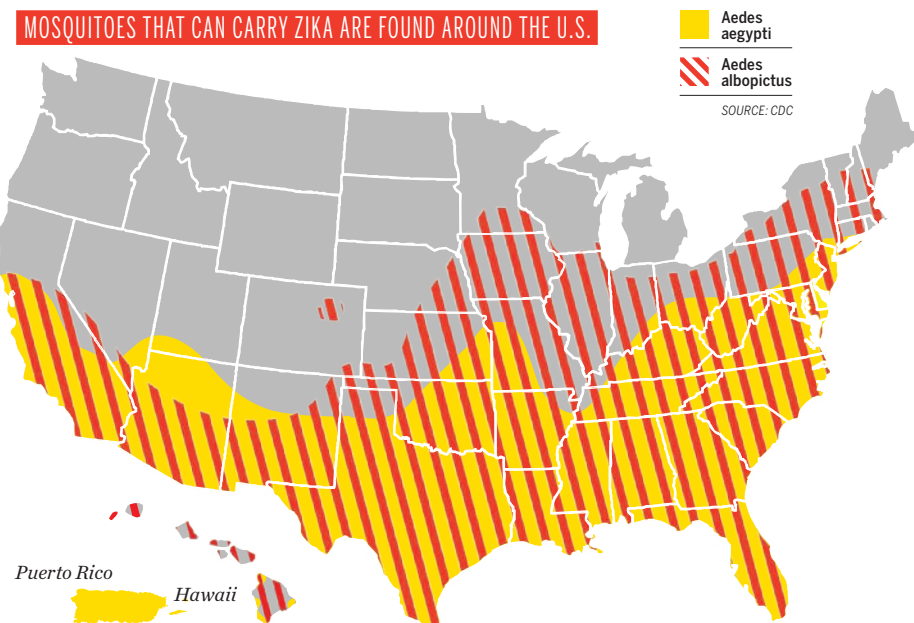 MOSQUITOES THAT CAN CARRY ZIKA ARE FOUND AROUND THE U.S.
Aedes
aegypti
Aedes
albopictus
SOURCE: CDC
Puerto Rico
Hawaii